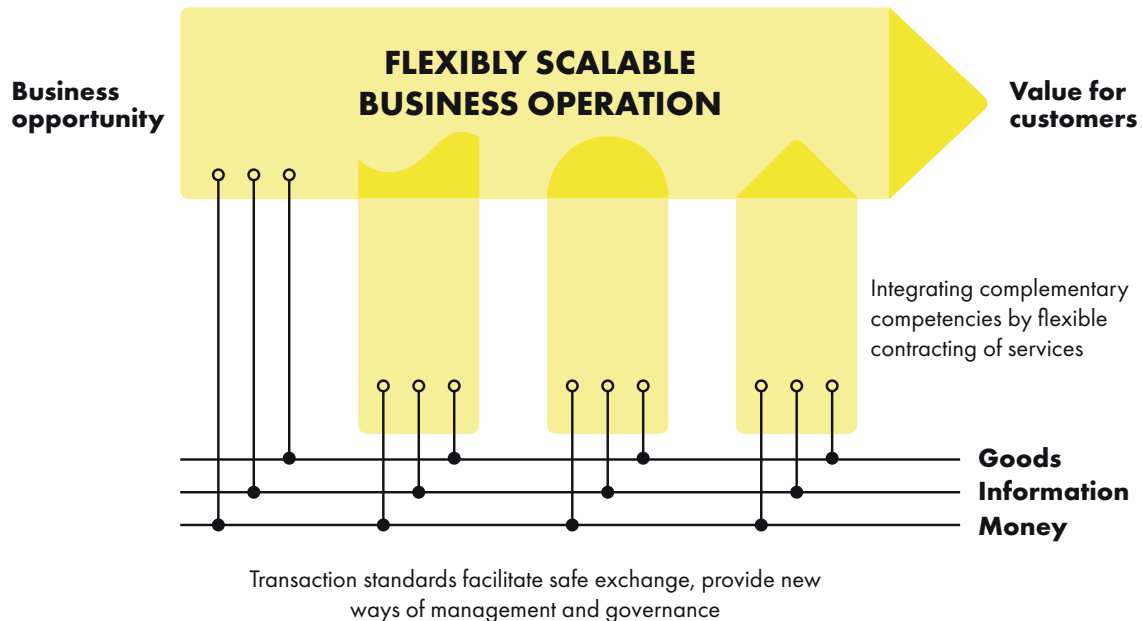 FLEXIBLY SCALABLE
BUSINESS OPERATION
Business
opportunity
Value for
customers
Integrating complementary
competencies by flexible
contracting of services
Goods
Information
Money
Transaction standards facilitate safe exchange, provide new
ways of management and governance